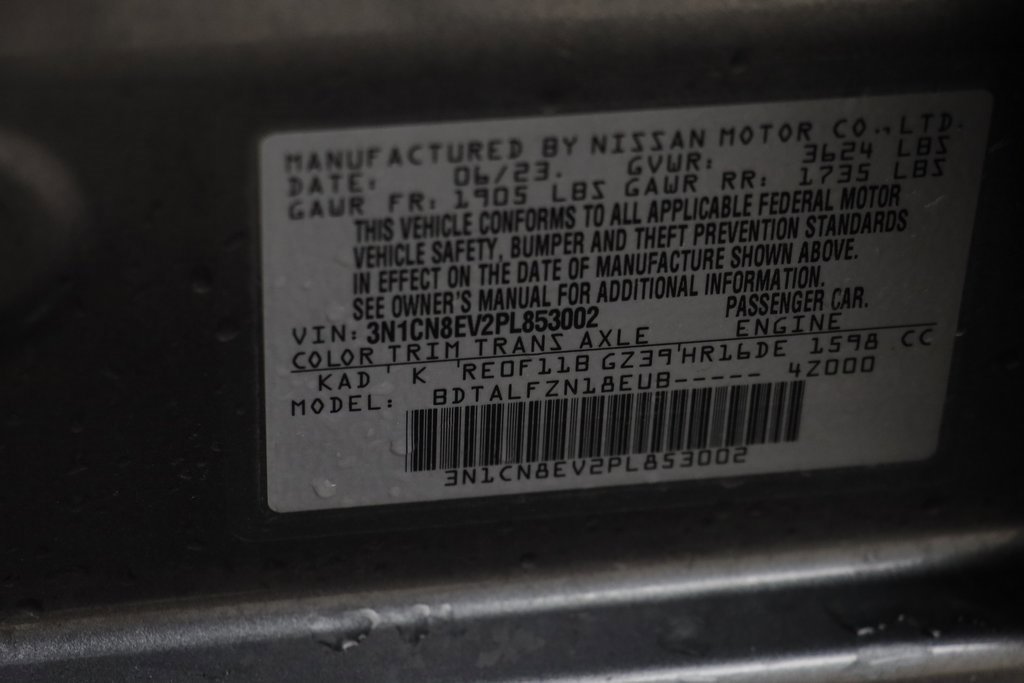 MANUFACTURED BY NISSAN MOTOR CO., LTD.
DATE: 06/23. GVWR: 3624 LBS
GAWR FR: 1905 LBS GAWR RR: 1735 LBS
THIS VEHICLE CONFORMS TO ALL APPLICABLE FEDERAL MOTOR
VEHICLE SAFETY, BUMPER AND THEFT PREVENTION STANDARDS
IN EFFECT ON THE DATE OF MANUFACTURE SHOWN ABOVE.
SEE OWNER'S MANUAL FOR ADDITIONAL INFORMATION.
VIN: 3N1CN8EV2PL853002 PASSENGER CAR.
COLOR TRIM TRANS AXLE ENGINE
KAD ' K 'RE0F11B GZ39'HR16DE 1598 CC
MODEL: BDTALFZN18EUB----- 4Z000
3N1CN8EV2PL853002